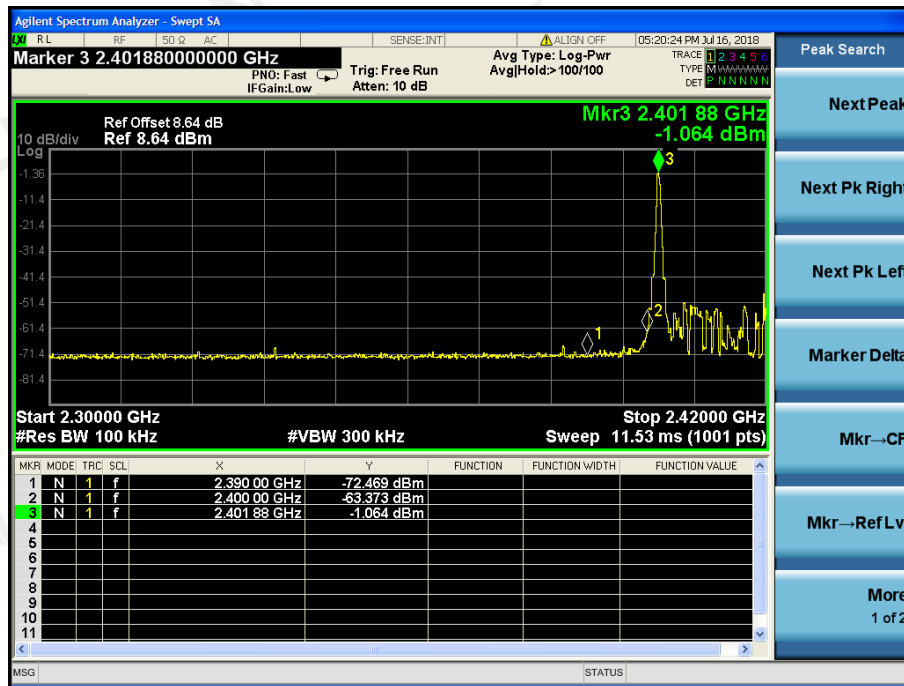 Agilent Spectrum Analyzer - Swept SA
LXI RL RF 50 Ω AC SENSE:INT ALIGN OFF 05:20:24 PM Jul 16, 2018
Marker 3 2.401880000000 GHz
PNO: Fast
IFGain:Low
Trig: Free Run
Atten: 10 dB
Avg Type: Log-Pwr
Avg|Hold:>100/100
TRACE 1 2 3 4 5 6
TYPE MWWWWW
DET P N N N N N
Peak Search
Mkr3 2.401 88 GHz
-1.064 dBm
Ref Offset 8.64 dB
10 dB/div Ref 8.64 dBm
Log
-1.36
-11.4
-21.4
-31.4
-41.4
-51.4
-61.4
-71.4
-81.4
3
2
1
Start 2.30000 GHz Stop 2.42000 GHz
#Res BW 100 kHz #VBW 300 kHz Sweep 11.53 ms (1001 pts)
MKR MODE TRC SCL X Y FUNCTION FUNCTION WIDTH FUNCTION VALUE
1 N 1 f 2.390 00 GHz -72.469 dBm
2 N 1 f 2.400 00 GHz -63.373 dBm
3 N 1 f 2.401 88 GHz -1.064 dBm
4
5
6
7
8
9
10
11
MSG STATUS
Next Peak
Next Pk Right
Next Pk Left
Marker Delta
Mkr→CF
Mkr→Ref Lv
More
1 of 2